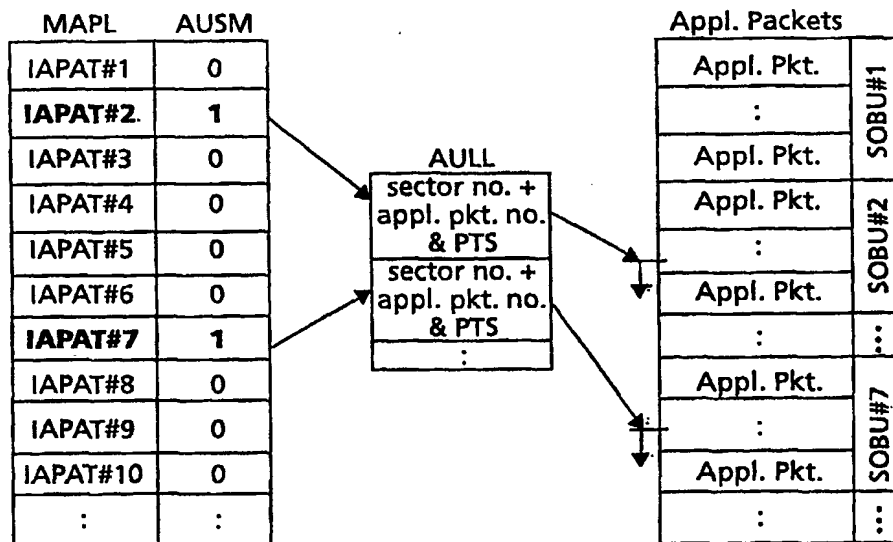 MAPL AUSM
IAPAT#1 0
IAPAT#2. 1
IAPAT#3 0
IAPAT#4 0
IAPAT#5 0
IAPAT#6 0
IAPAT#7 1
IAPAT#8 0
IAPAT#9 0
IAPAT#10 0
: :
AULL
sector no. +
appl. pkt. no.
& PTS
sector no. +
appl. pkt. no.
& PTS
:
Appl. Packets
Appl. Pkt.
:
Appl. Pkt.
SOBU#1
Appl. Pkt.
:
Appl. Pkt.
SOBU#2
: ...
Appl. Pkt.
:
Appl. Pkt.
SOBU#7
: ...